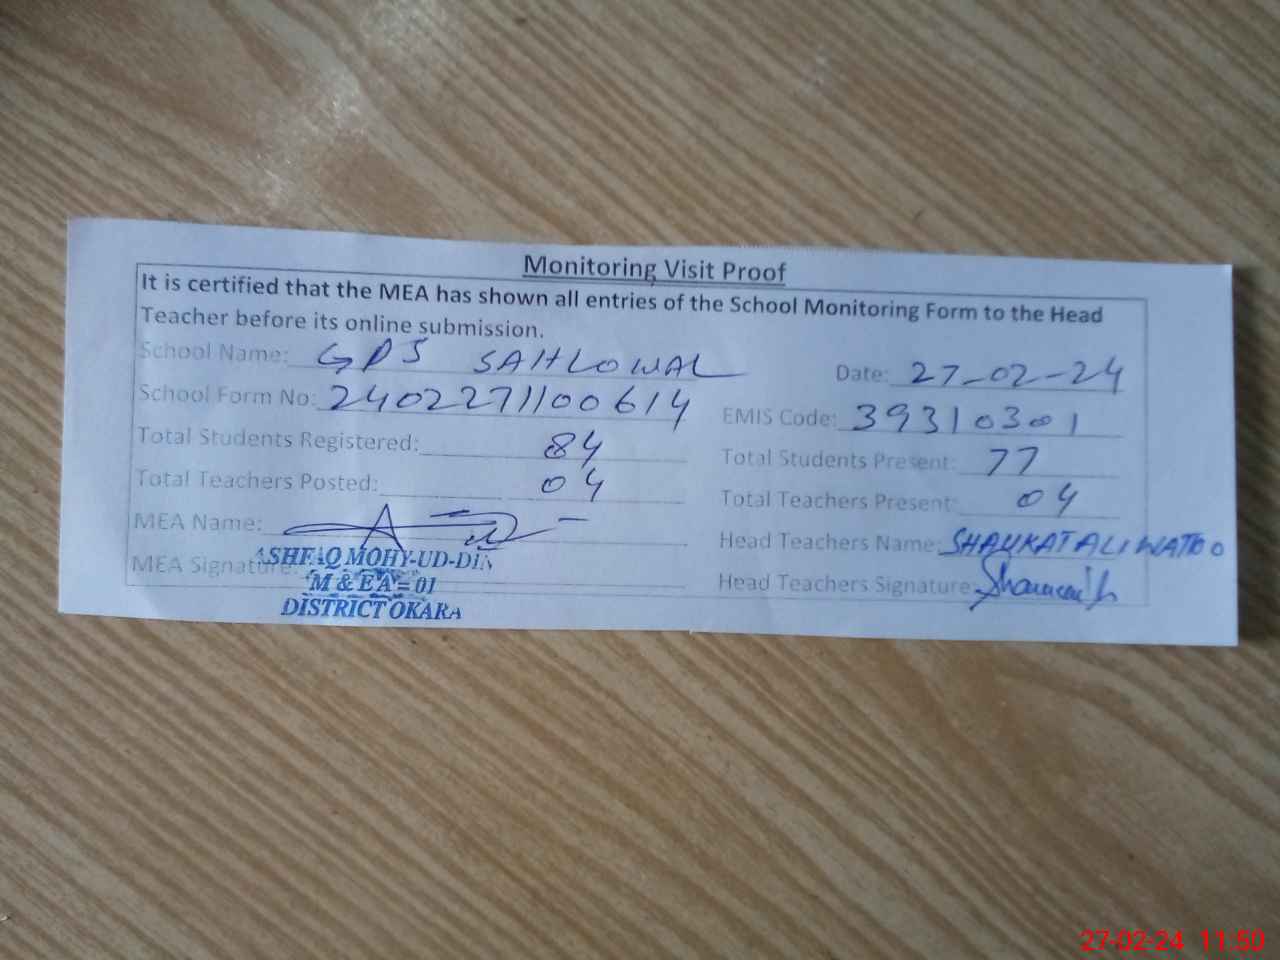 Monitoring Visit Proof
It is certified that the MEA has shown all entries of the School Monitoring Form to the Head
Teacher before its online submission.
School Name: GPS SAHLOWAL Date: 27-02-24
School Form No: 24022711100614 EMIS Code: 39310301
Total Students Registered: 84 Total Students Present: 77
Total Teachers Posted: 04 Total Teachers Present: 04
MEA Name: Head Teachers Name: SHAUKAT ALI WATTOO
MEA Signature: Head Teachers Signature:
ASHFAQ MOHY-UD-DIN
M & EA = 01
DISTRICT OKARA
27-02-24 11:50